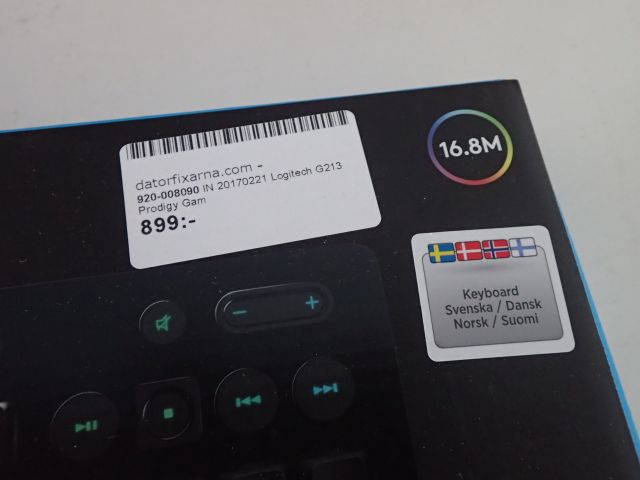 datorfixarna.com -
920-008090 IN 20170221 Logitech G213
Prodigy Gam
899:-
16.8M
Keyboard
Svenska / Dansk
Norsk / Suomi